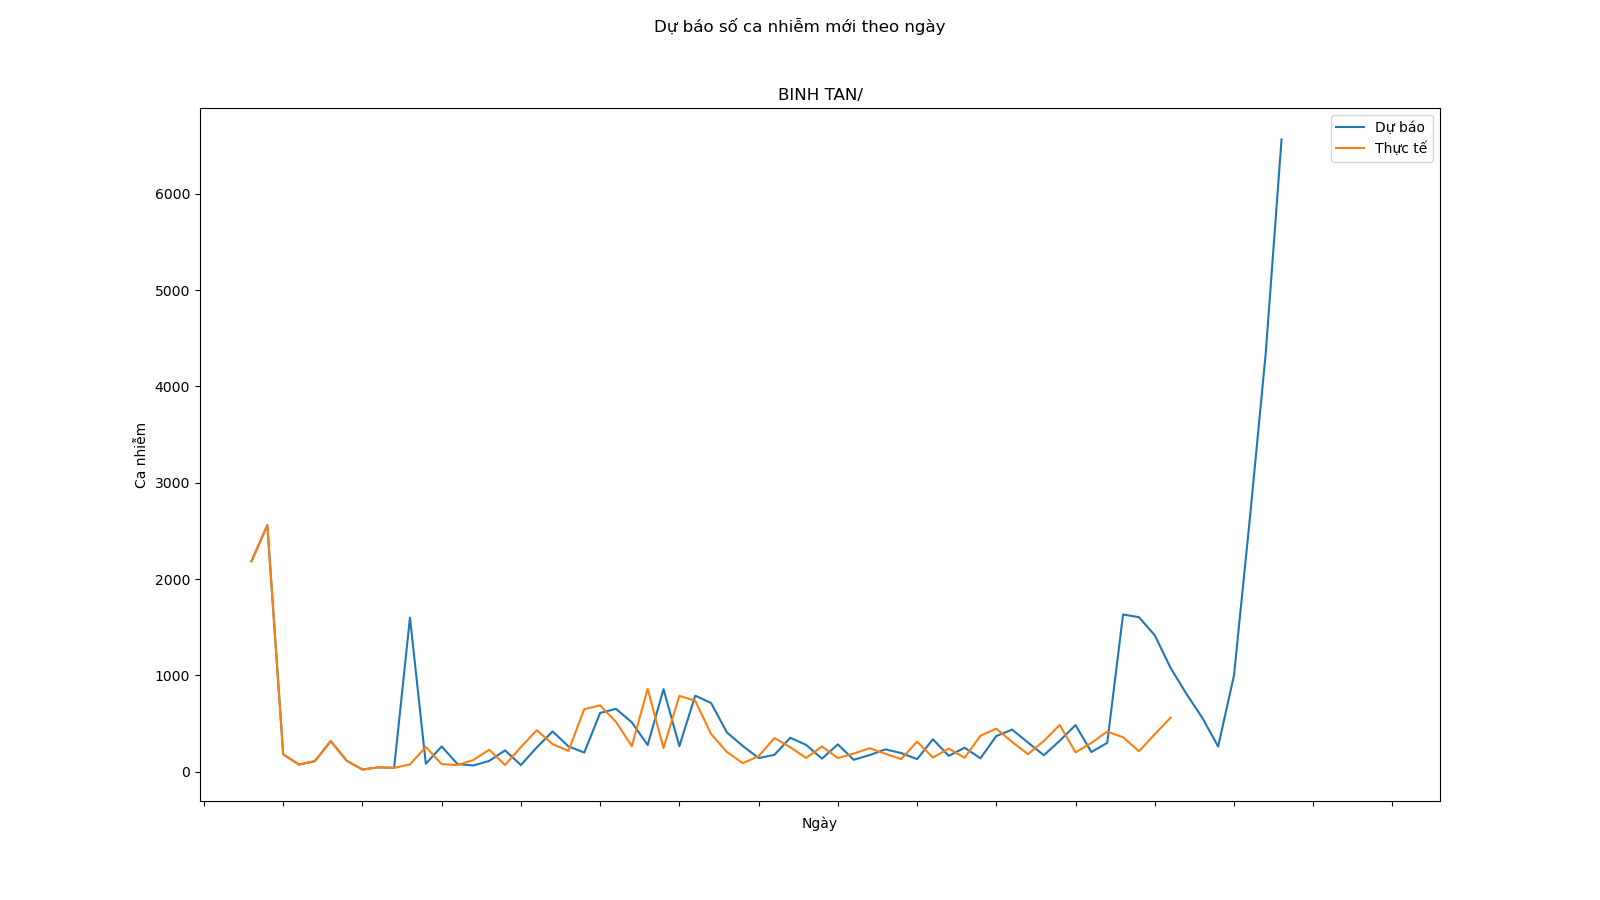 Dự báo số ca nhiễm mới theo ngày
BINH TAN/
Dự báo
Thực tế
6000
5000
4000
3000
2000
1000
0
Ca nhiễm
Ngày